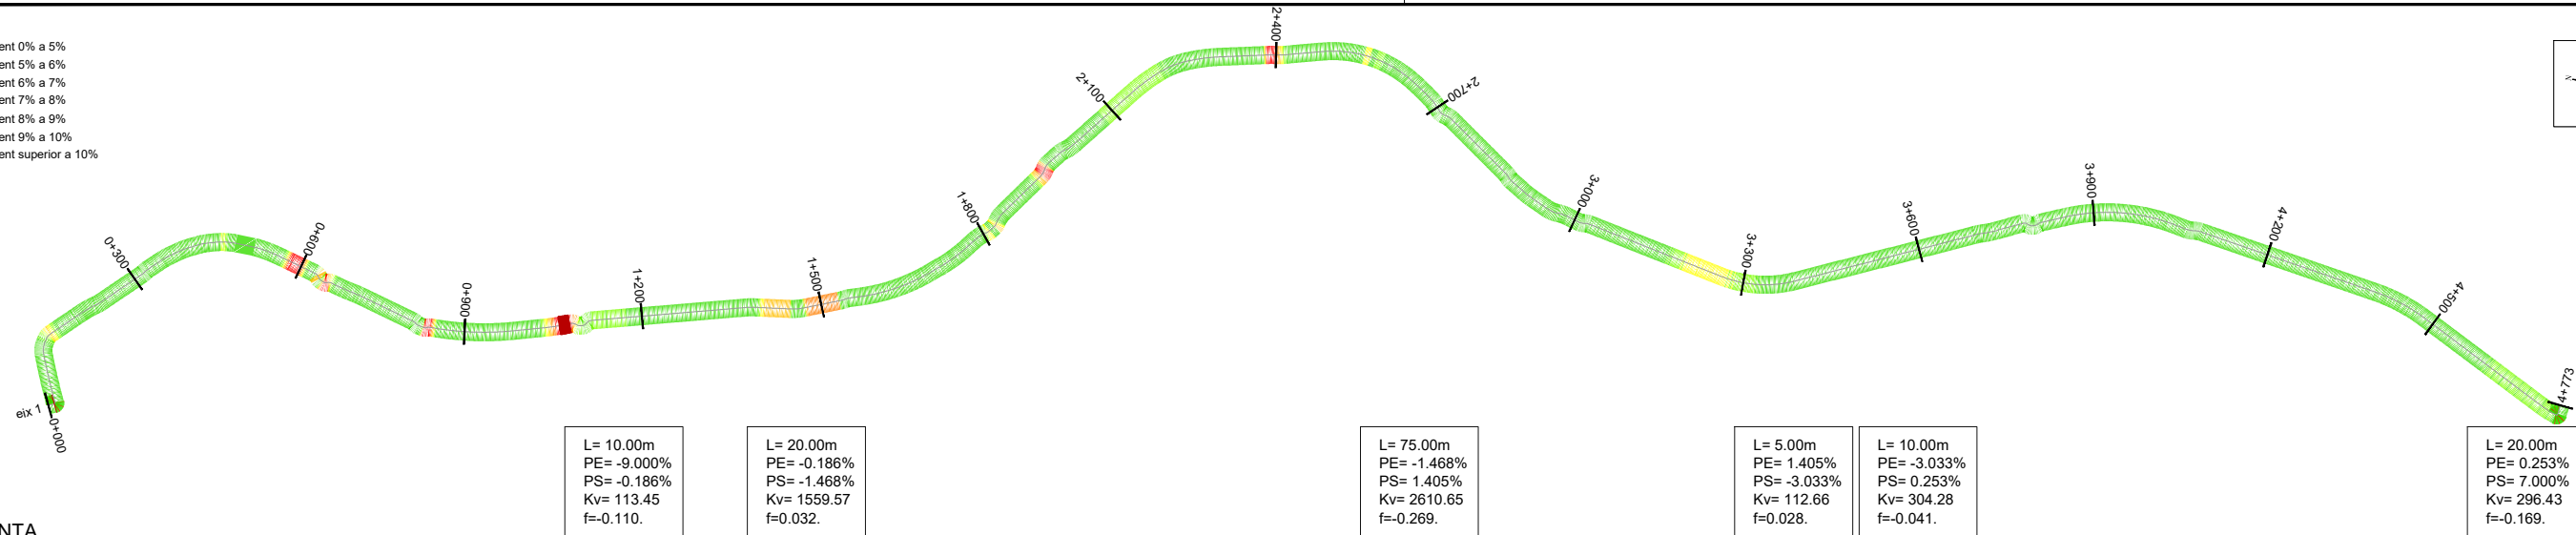 ent 0% a 5%
ent 5% a 6%
ent 6% a 7%
ent 7% a 8%
ent 8% a 9%
ent 9% a 10%
ent superior a 10%
eix 1
0+000
0+300
0+600
0+900
1+200
1+500
1+800
2+100
2+400
2+700
3+000
3+300
3+600
3+900
4+200
4+500
4+773
L= 10.00m
PE= -9.000%
PS= -0.186%
Kv= 113.45
f=-0.110.
L= 20.00m
PE= -0.186%
PS= -1.468%
Kv= 1559.57
f=0.032.
L= 75.00m
PE= -1.468%
PS= 1.405%
Kv= 2610.65
f=-0.269.
L= 5.00m
PE= 1.405%
PS= -3.033%
Kv= 112.66
f=0.028.
L= 10.00m
PE= -3.033%
PS= 0.253%
Kv= 304.28
f=-0.041.
L= 20.00m
PE= 0.253%
PS= 7.000%
Kv= 296.43
f=-0.169.
NTA